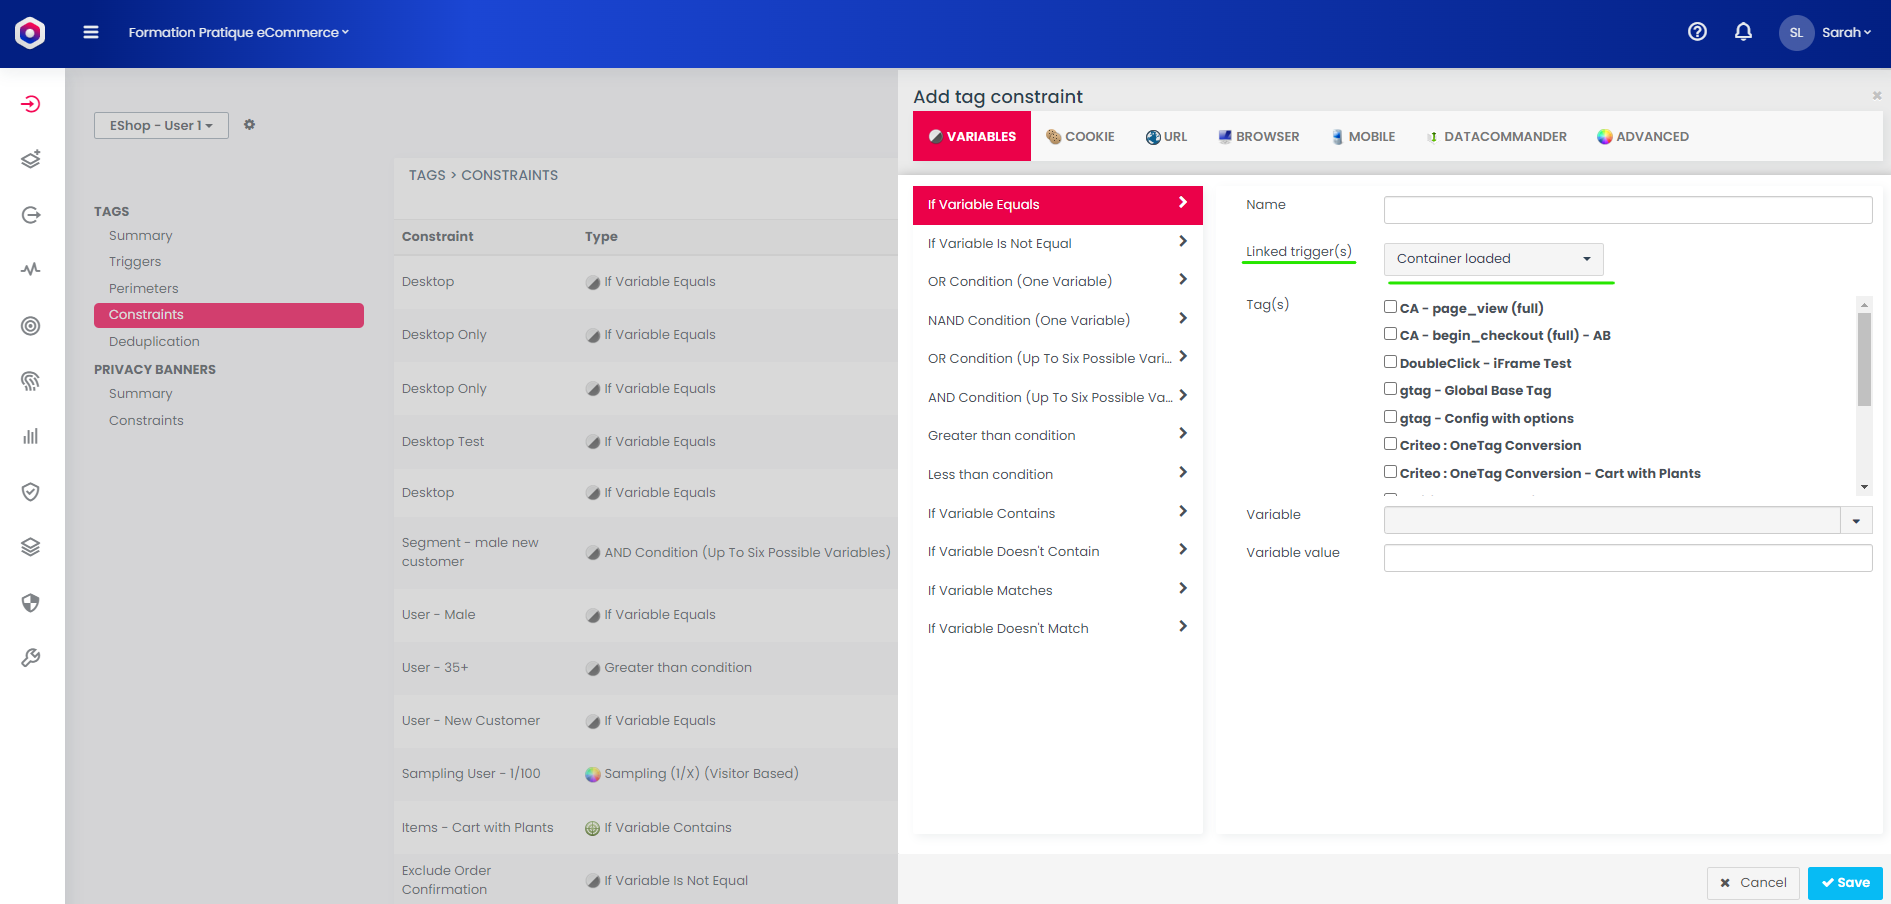 Formation Pratique eCommerce
SL
Sarah
EShop - User 1
TAGS
Summary
Triggers
Perimeters
Constraints
Deduplication
PRIVACY BANNERS
Summary
Constraints
TAGS > CONSTRAINTS
Constraint Type
Desktop If Variable Equals
Desktop Only If Variable Equals
Desktop Only If Variable Equals
Desktop Test If Variable Equals
Desktop If Variable Equals
Segment - male new
customer
AND Condition (Up To Six Possible Variables)
User - Male If Variable Equals
User - 35+ Greater than condition
User - New Customer If Variable Equals
Sampling User - 1/100 Sampling (1/X) (Visitor Based)
Items - Cart with Plants If Variable Contains
Exclude Order
Confirmation
If Variable Is Not Equal
Add tag constraint
VARIABLES COOKIE URL BROWSER MOBILE DATACOMMANDER ADVANCED
If Variable Equals
If Variable Is Not Equal
OR Condition (One Variable)
NAND Condition (One Variable)
OR Condition (Up To Six Possible Vari...
AND Condition (Up To Six Possible Va...
Greater than condition
Less than condition
If Variable Contains
If Variable Doesn't Contain
If Variable Matches
If Variable Doesn't Match
Name
Linked trigger(s) Container loaded
Tag(s)
CA - page_view (full)
CA - begin_checkout (full) - AB
DoubleClick - iFrame Test
gtag - Global Base Tag
gtag - Config with options
Criteo : OneTag Conversion
Criteo : OneTag Conversion - Cart with Plants
Variable
Variable value
Cancel Save